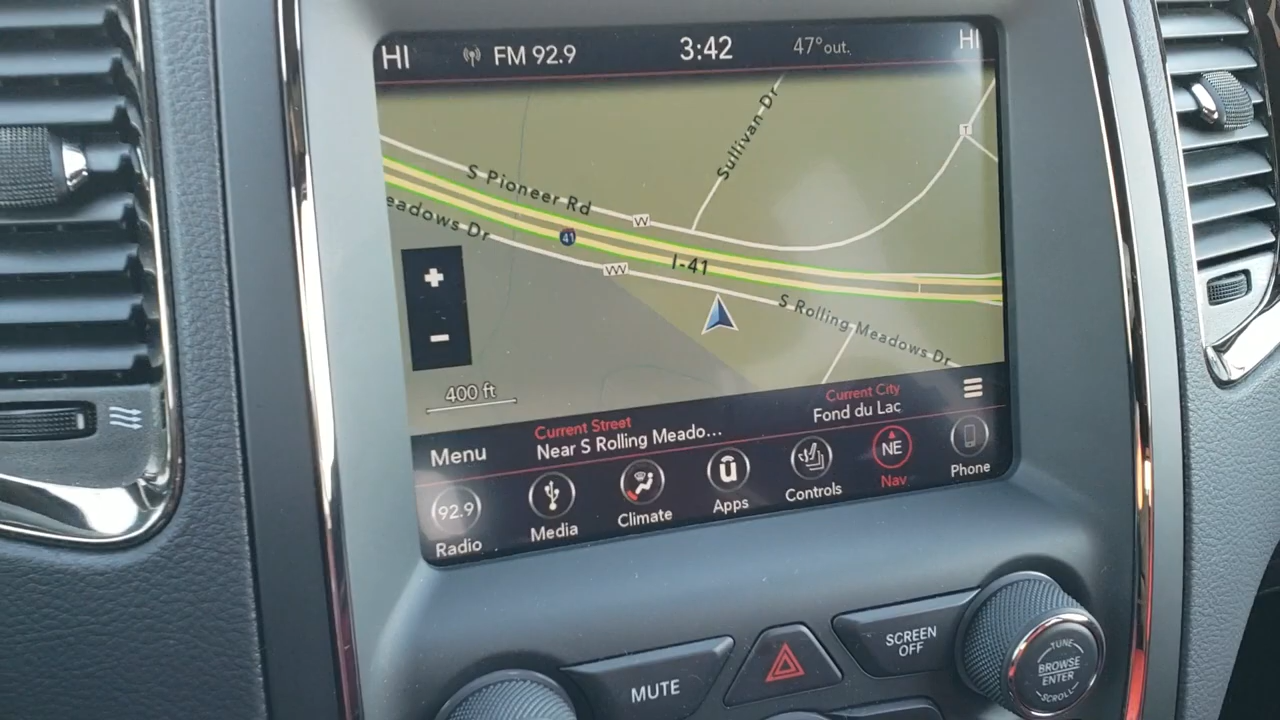 HI FM 92.9 3:42 47°out. HI
Sullivan Dr
T
S Pioneer Rd
W
eadows Dr
41
I-41
VVV
S Rolling Meadows Dr
+
-
400 ft
Current Street
Near S Rolling Meado...
Current City
Fond du Lac
Menu
92.9
Radio
Media
Climate
Apps
Controls
NE
Nav
Phone
MUTE
SCREEN
OFF
TUNE
BROWSE
ENTER
SCROLL